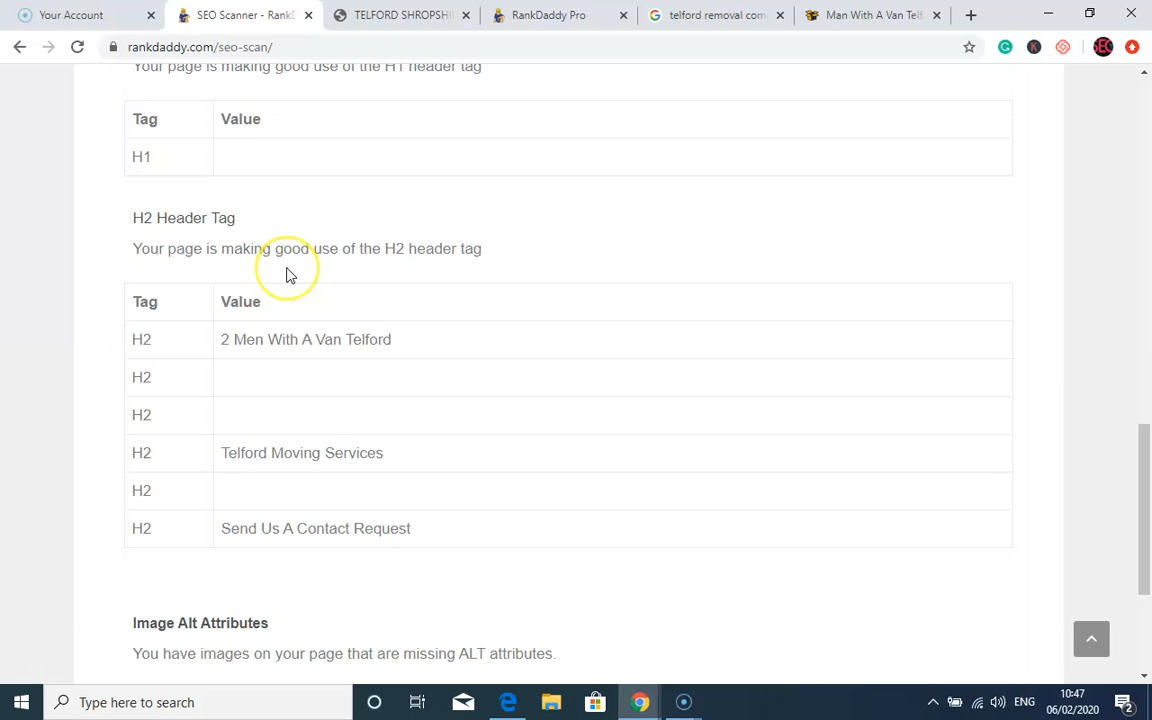 Your Account
SEO Scanner - RankD
TELFORD SHROPSHI
RankDaddy Pro
telford removal com
Man With A Van Telf
rankdaddy.com/seo-scan/
K
SEO
Your page is making good use of the H1 header tag
Tag Value
H1
H2 Header Tag
Your page is making good use of the H2 header tag
Tag Value
H2 2 Men With A Van Telford
H2
H2
H2 Telford Moving Services
H2
H2 Send Us A Contact Request
Image Alt Attributes
You have images on your page that are missing ALT attributes.
Type here to search
ENG
10:47
06/02/2020
2